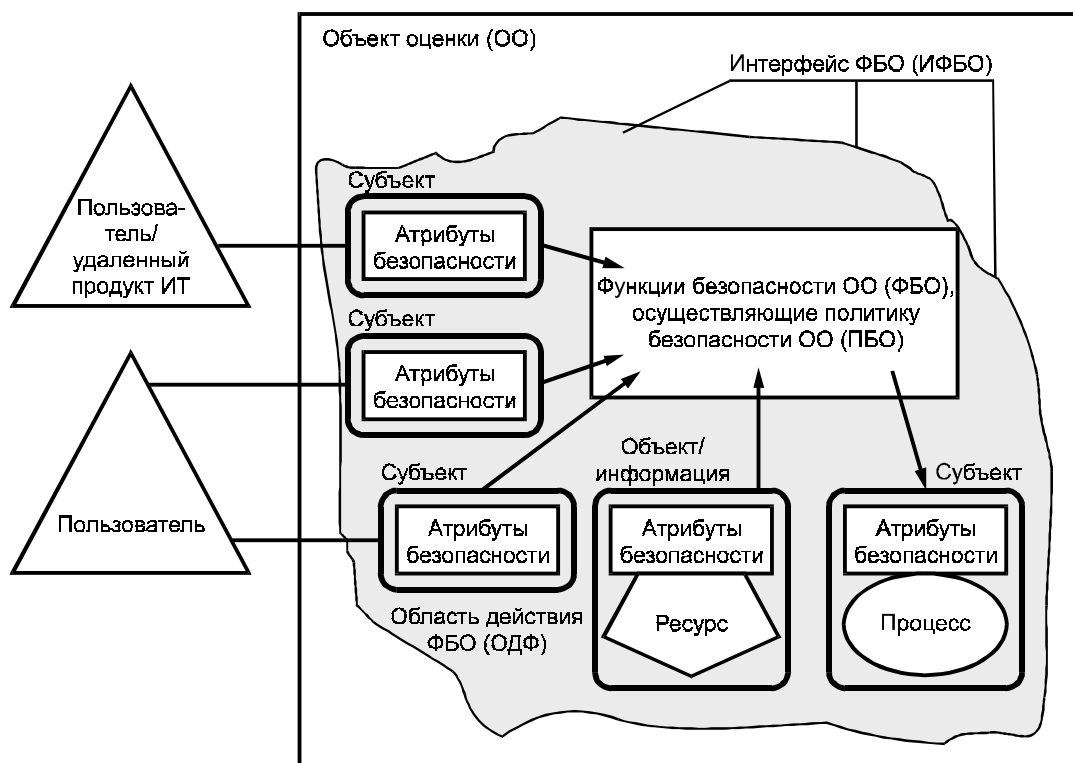 Объект оценки (ОО)
Интерфейс ФБО (ИФБО)
Субъект
Пользова-
тель/
удаленный
продукт ИТ
Атрибуты
безопасности
Функции безопасности ОО (ФБО),
осуществляющие политику
безопасности ОО (ПБО)
Субъект
Атрибуты
безопасности
Пользователь
Субъект
Атрибуты
безопасности
Объект/
информация
Атрибуты
безопасности
Ресурс
Субъект
Атрибуты
безопасности
Процесс
Область действия
ФБО (ОДФ)